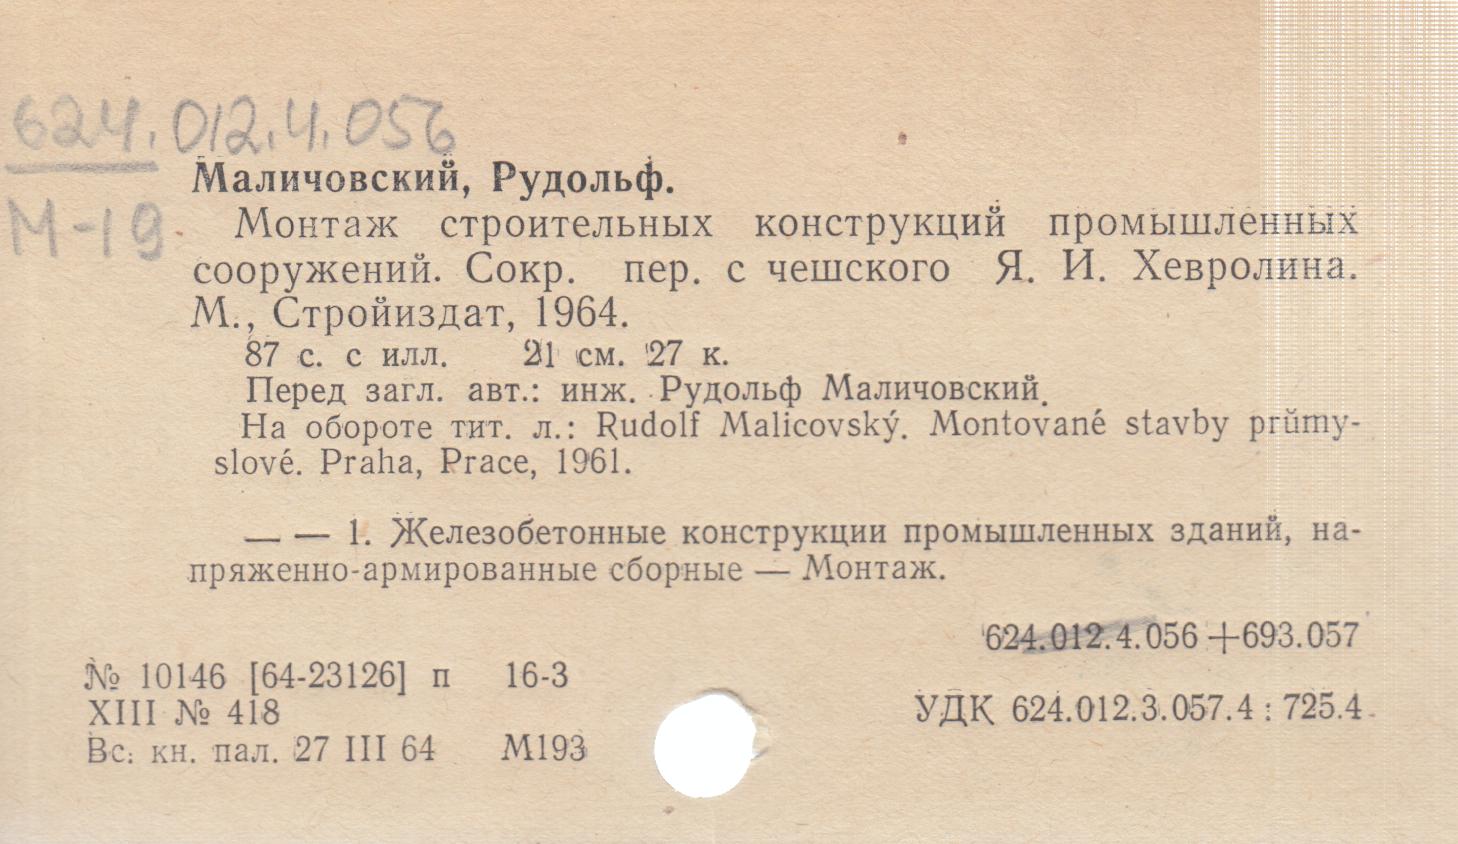 624.012.4.056
М-19
Маличовский, Рудольф.
Монтаж строительных конструкций промышленных
сооружений. Сокр. пер. с чешского Я. И. Хевролина.
М., Стройиздат, 1964.
87 с. с илл. 21 см. 27 к.
Перед загл. авт.: инж. Рудольф Маличовский.
На обороте тит. л.: Rudolf Malicovský. Montované stavby průmy-
slové. Praha, Prace, 1961.
— — 1. Железобетонные конструкции промышленных зданий, на-
пряженно-армированные сборные — Монтаж.
624.012.4.056 + 693.057
№ 10146 [64-23126] п 16-3
XIII № 418
УДК 624.012.3.057.4 : 725.4
Вс. кн. пал. 27 III 64 М193